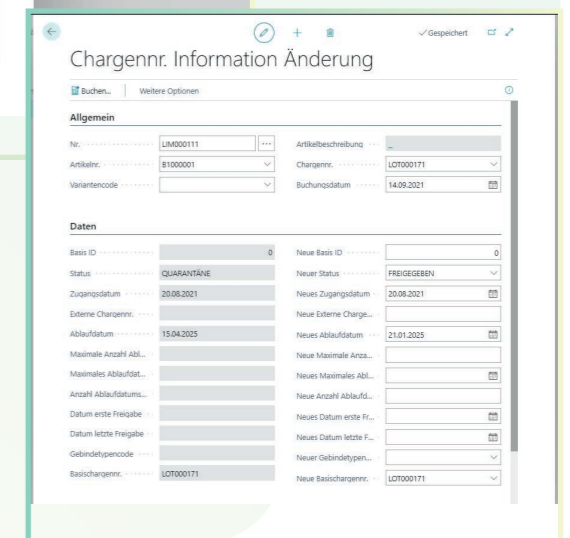 Gespeichert
Chargennr. Information Änderung
Buchen... Weitere Optionen
Allgemein
Nr. LIM000111 ... Artikelbeschreibung _
Artikelnr. B1000001 Chargennr. LOT000171
Variantencode Buchungsdatum 14.09.2021
Daten
Basis ID 0 Neue Basis ID 0
Status QUARANTÄNE Neuer Status FREIGEGEBEN
Zugangsdatum 20.08.2021 Neues Zugangsdatum 20.08.2021
Externe Chargennr. Neue Externe Charge...
Ablaufdatum 15.04.2025 Neues Ablaufdatum 21.01.2025
Maximale Anzahl Abl... Neue Maximale Anza...
Maximales Ablaufdat... Neues Maximales Abl...
Anzahl Ablaufdatums... Neue Anzahl Ablaufd...
Datum erste Freigabe Neues Datum erste Fr...
Datum letzte Freigabe Neues Datum letzte F...
Gebindetypencode Neuer Gebindetypen...
Basischargennr. LOT000171 Neue Basischargennr. LOT000171